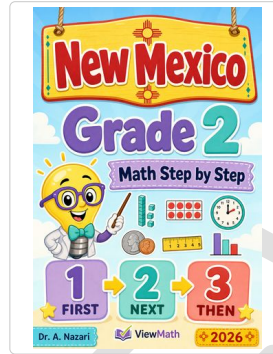 New Mexico
Grade 2
Math Step by Step
1 2 3
FIRST NEXT THEN
Dr. A. Nazari ViewMath 2026